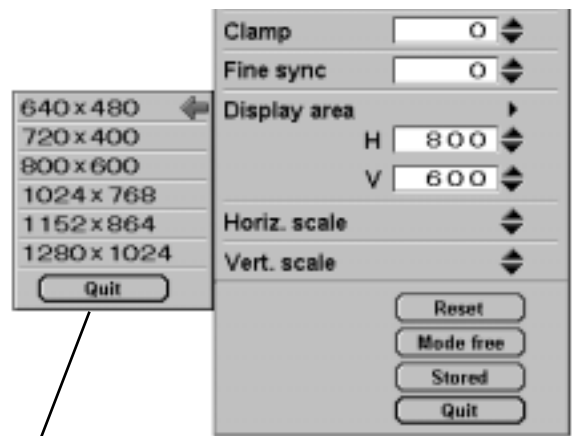 Clamp 0
Fine sync 0
Display area
H 800
V 600
Horiz. scale
Vert. scale
Reset
Mode free
Stored
Quit
640 x 480
720 x 400
800 x 600
1024 x 768
1152 x 864
1280 x 1024
Quit